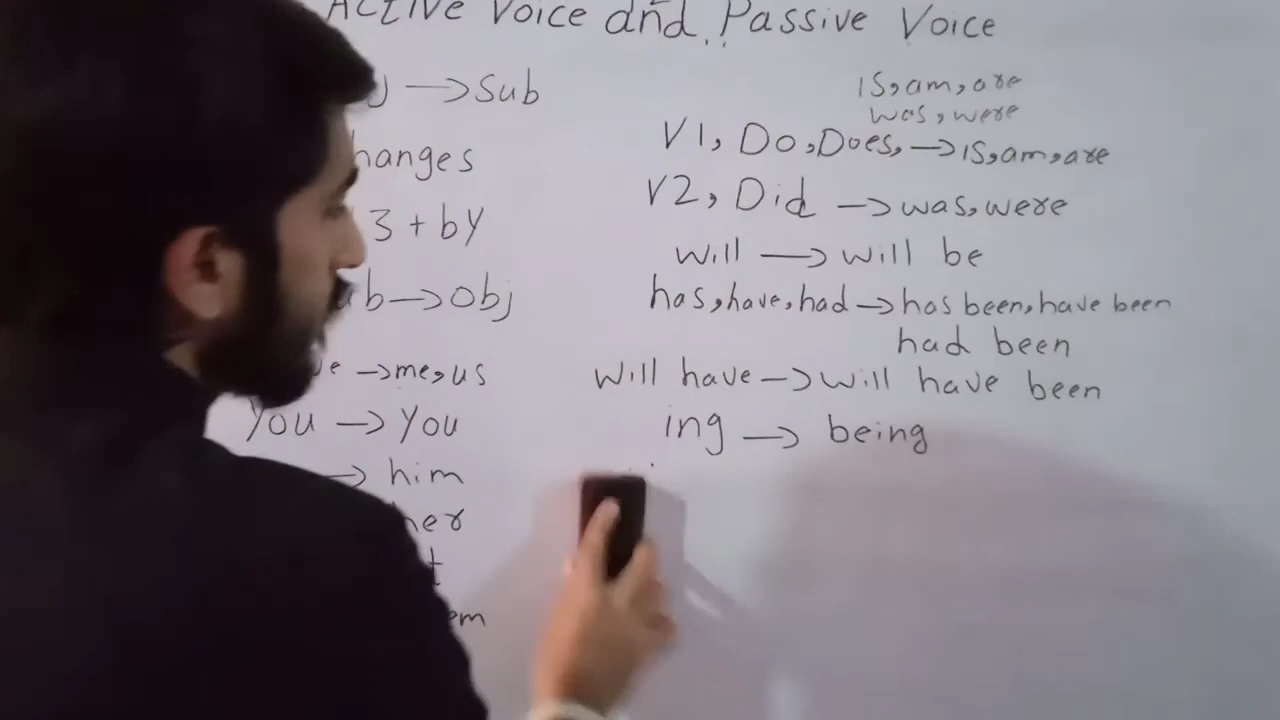 Active Voice and Passive Voice
→ Sub
hanges
3 + by
b → obj
→ me, us
You → You
→ him
her
is, am, are
was, were
V1, Do, Does, → is, am, are
V2, Did → was, were
will → will be
has, have, had → has been, have been
had been
will have → will have been
ing → being